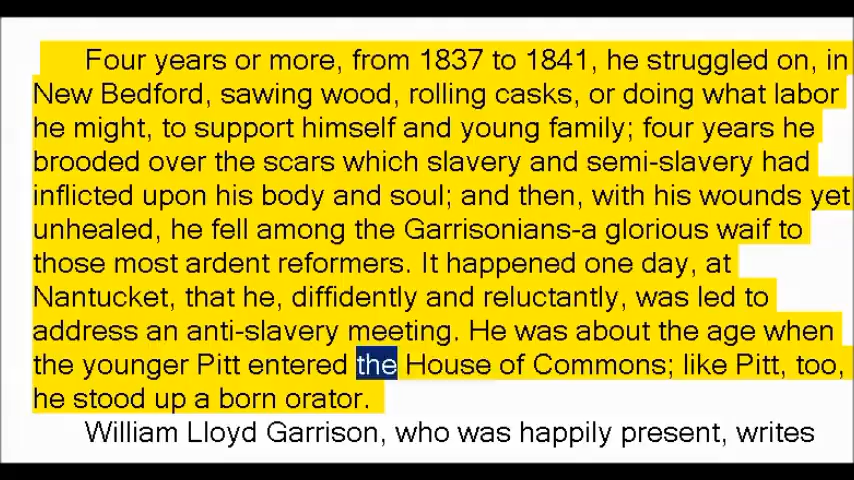 Four years or more, from 1837 to 1841, he struggled on, in
New Bedford, sawing wood, rolling casks, or doing what labor
he might, to support himself and young family; four years he
brooded over the scars which slavery and semi-slavery had
inflicted upon his body and soul; and then, with his wounds yet
unhealed, he fell among the Garrisonians-a glorious waif to
those most ardent reformers. It happened one day, at
Nantucket, that he, diffidently and reluctantly, was led to
address an anti-slavery meeting. He was about the age when
the younger Pitt entered the House of Commons; like Pitt, too,
he stood up a born orator.
William Lloyd Garrison, who was happily present, writes